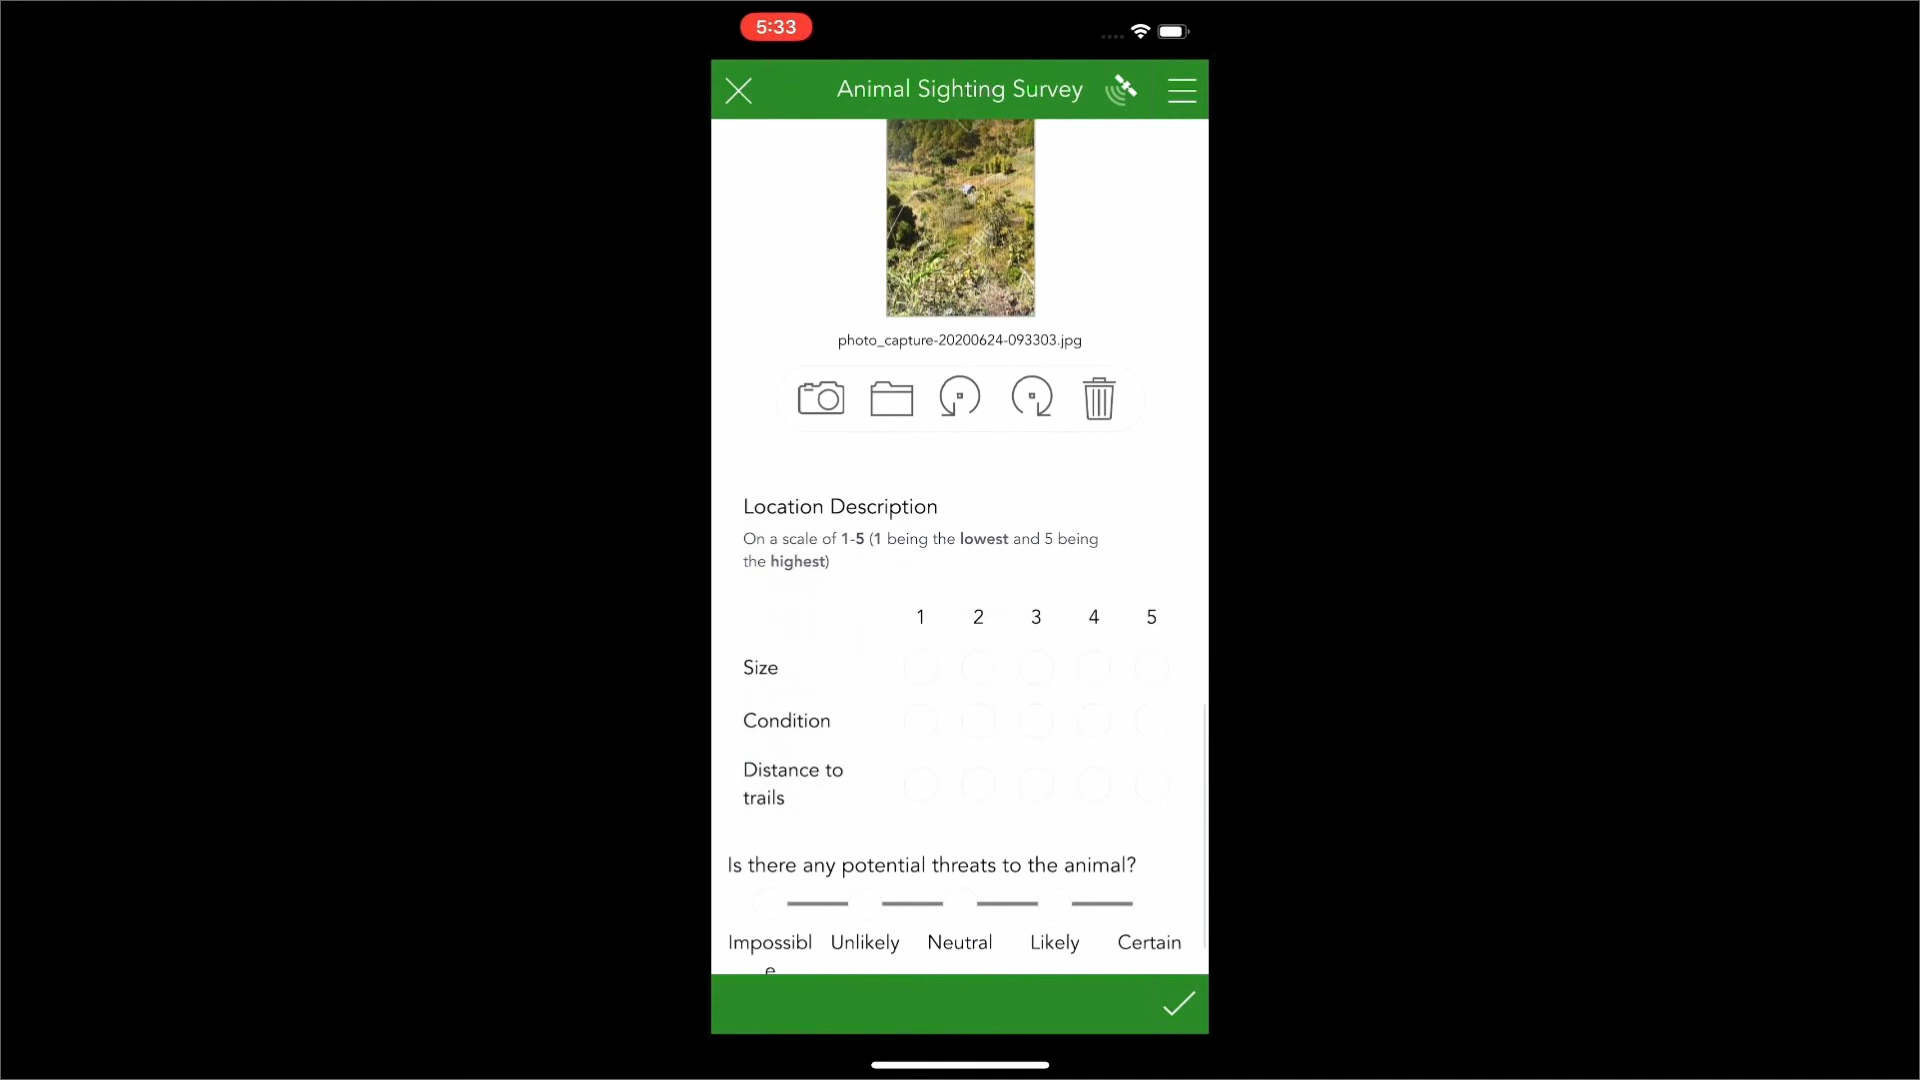 5:33
Animal Sighting Survey
photo_capture-20200624-093303.jpg
Location Description
On a scale of 1-5 (1 being the lowest and 5 being
the highest)
1 2 3 4 5
Size
Condition
Distance to
trails
Is there any potential threats to the animal?
Impossibl Unlikely Neutral Likely Certain
e